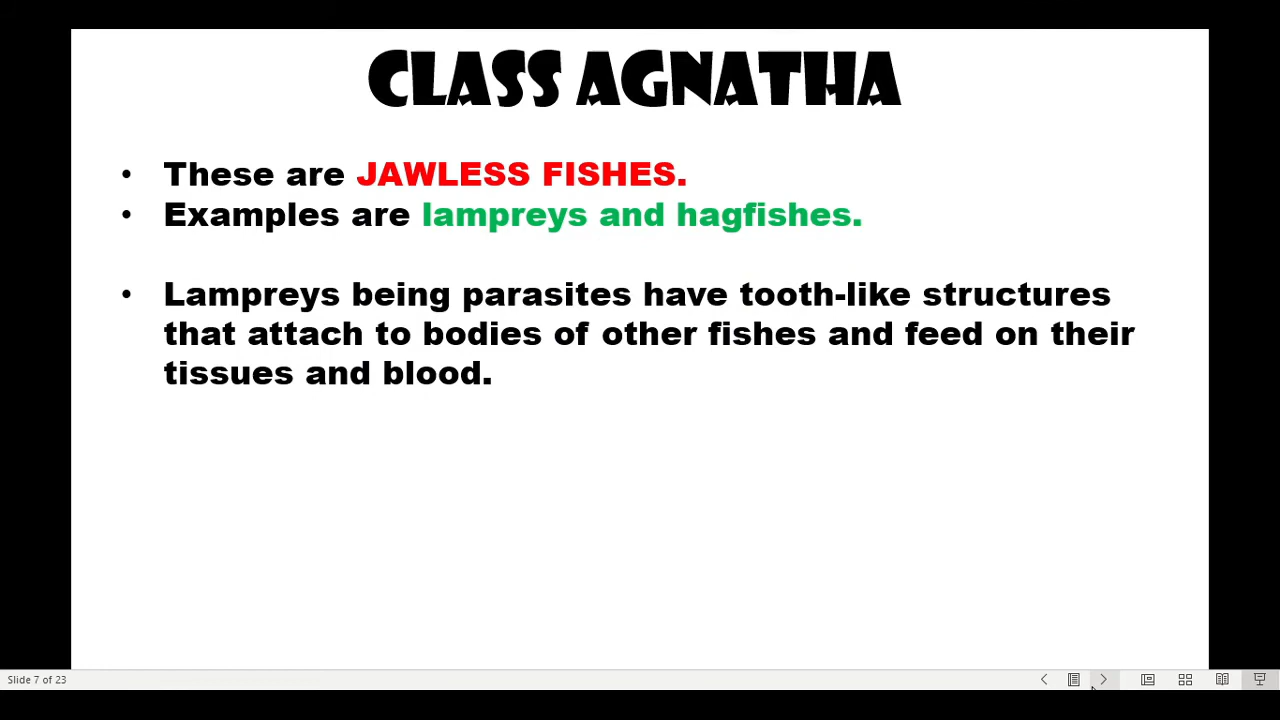 CLASS AGNATHA
• These are JAWLESS FISHES.
• Examples are lampreys and hagfishes.
• Lampreys being parasites have tooth-like structures
that attach to bodies of other fishes and feed on their
tissues and blood.
Slide 7 of 23